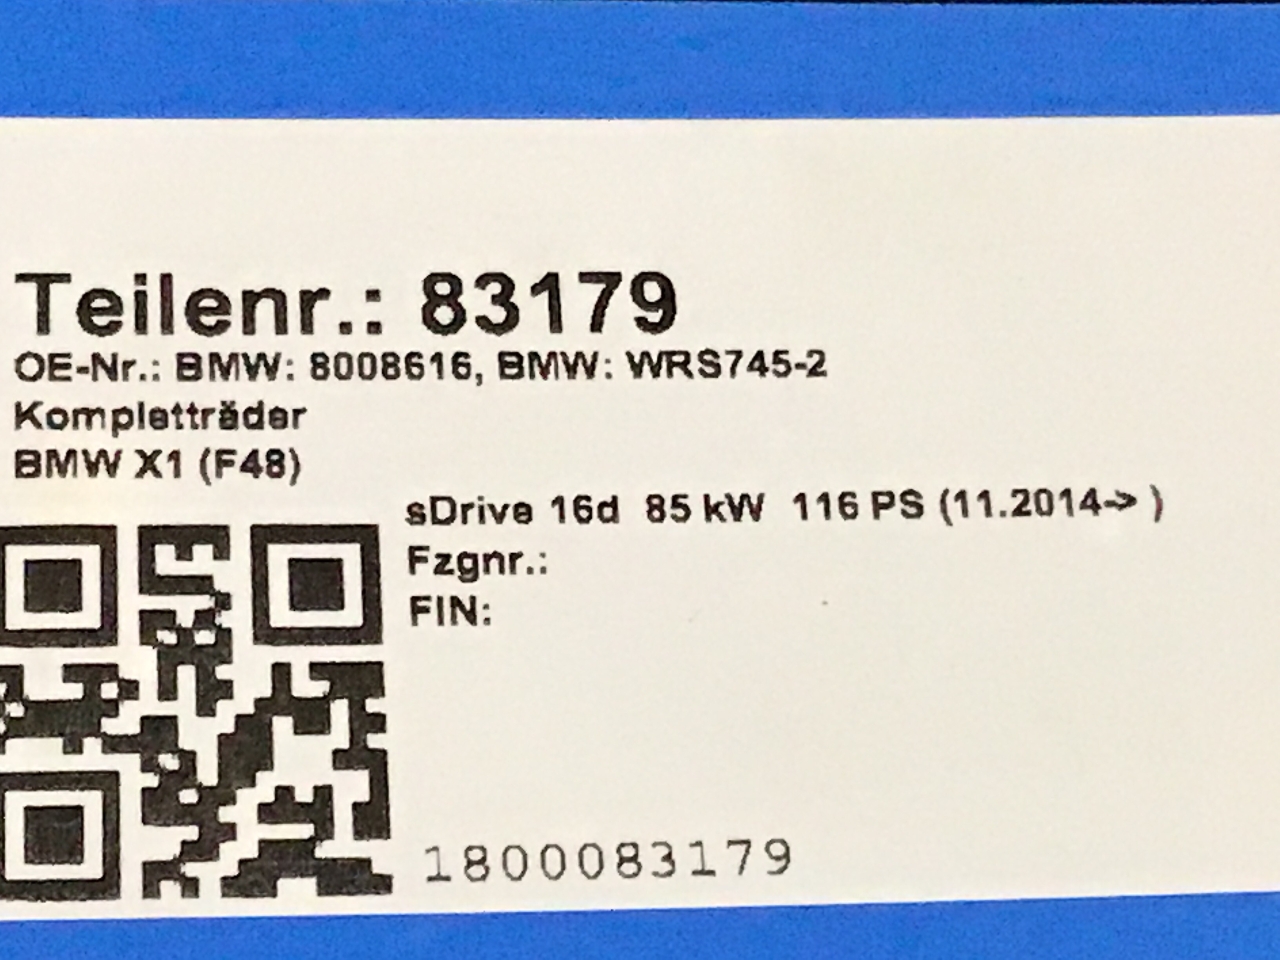 Teilenr.: 83179
OE-Nr.: BMW: 8008616, BMW: WRS745-2
Kompletträder
BMW X1 (F48)
sDrive 16d 85 kW 116 PS (11.2014-> )
Fzgnr.:
FIN:
1800083179